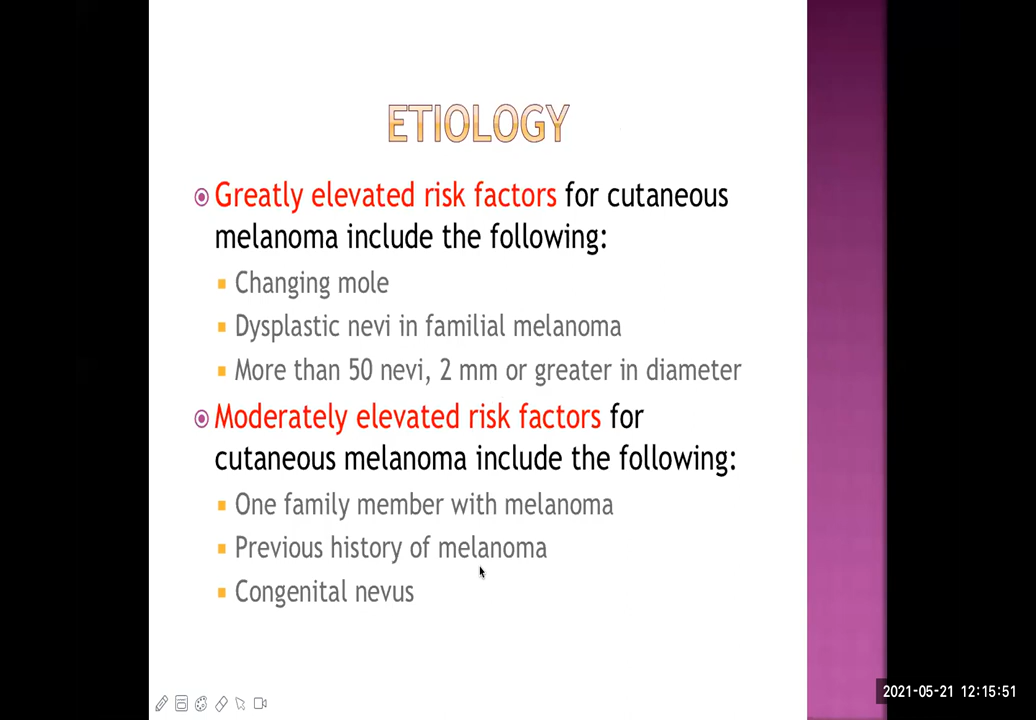 ETIOLOGY
Greatly elevated risk factors for cutaneous
melanoma include the following:
Changing mole
Dysplastic nevi in familial melanoma
More than 50 nevi, 2 mm or greater in diameter
Moderately elevated risk factors for
cutaneous melanoma include the following:
One family member with melanoma
Previous history of melanoma
Congenital nevus
2021-05-21 12:15:51